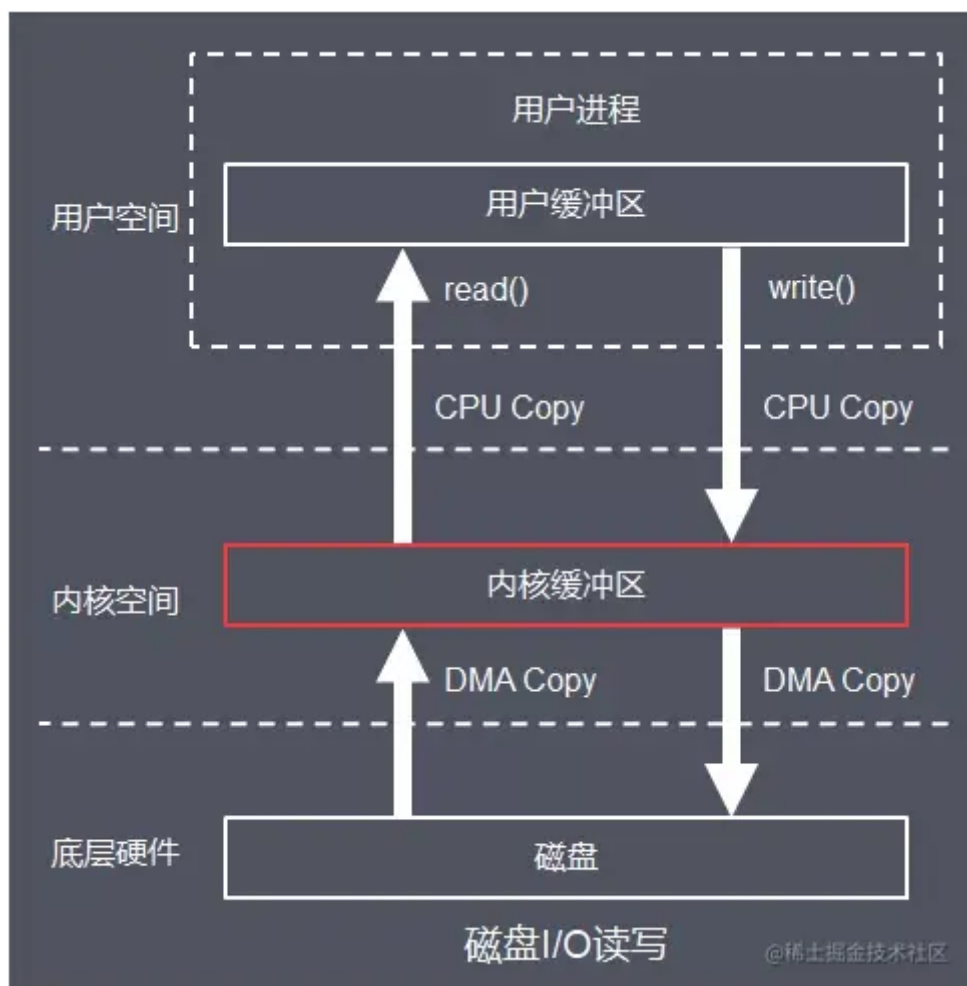 用户进程
用户缓冲区
用户空间
read()
write()
CPU Copy
CPU Copy
内核缓冲区
内核空间
DMA Copy
DMA Copy
磁盘
底层硬件
磁盘I/O读写
@稀土掘金技术社区